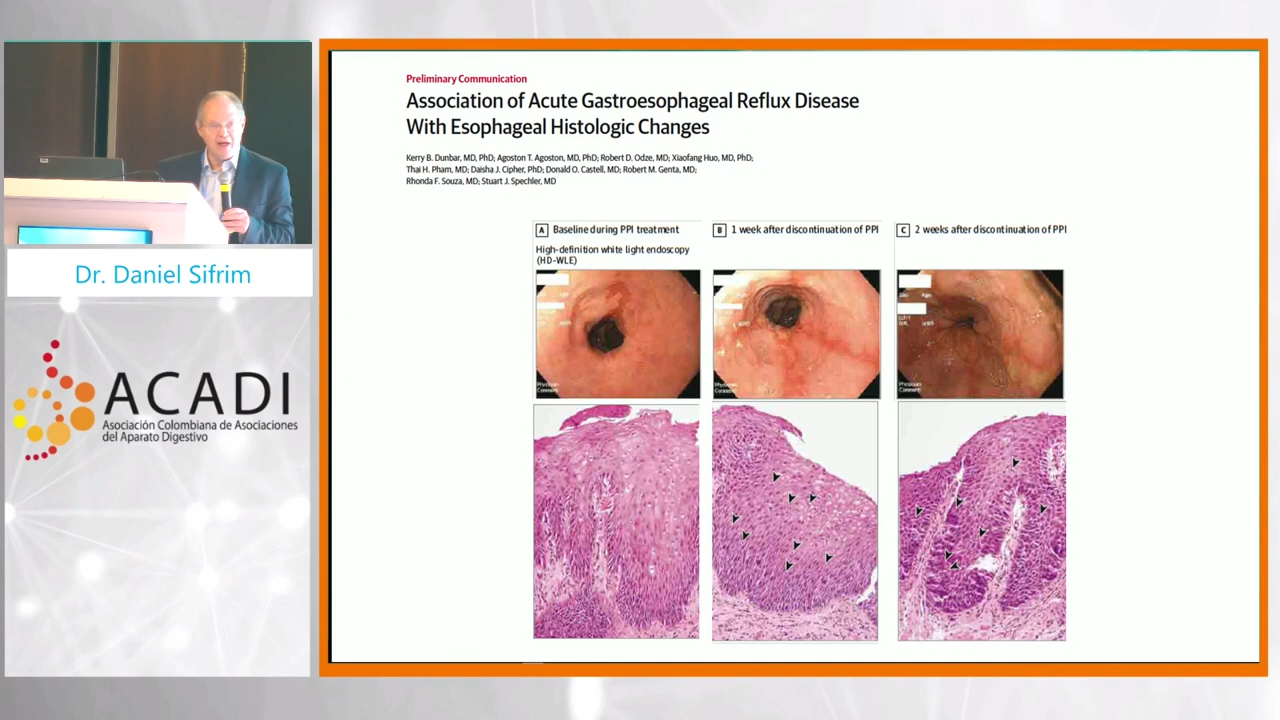 Dr. Daniel Sifrim
ACADI
Asociación Colombiana de Asociaciones
del Aparato Digestivo
Preliminary Communication
Association of Acute Gastroesophageal Reflux Disease
With Esophageal Histologic Changes
Kerry B. Dunbar, MD, PhD; Agoston T. Agoston, MD, PhD; Robert D. Odze, MD; Xiaofang Huo, MD, PhD;
Thai H. Pham, MD; Daisha J. Cipher, PhD; Donald O. Castell, MD; Robert M. Genta, MD;
Rhonda F. Souza, MD; Stuart J. Spechler, MD
A Baseline during PPI treatment
High-definition white light endoscopy
(HD-WLE)
B 1 week after discontinuation of PPI
C 2 weeks after discontinuation of PPI